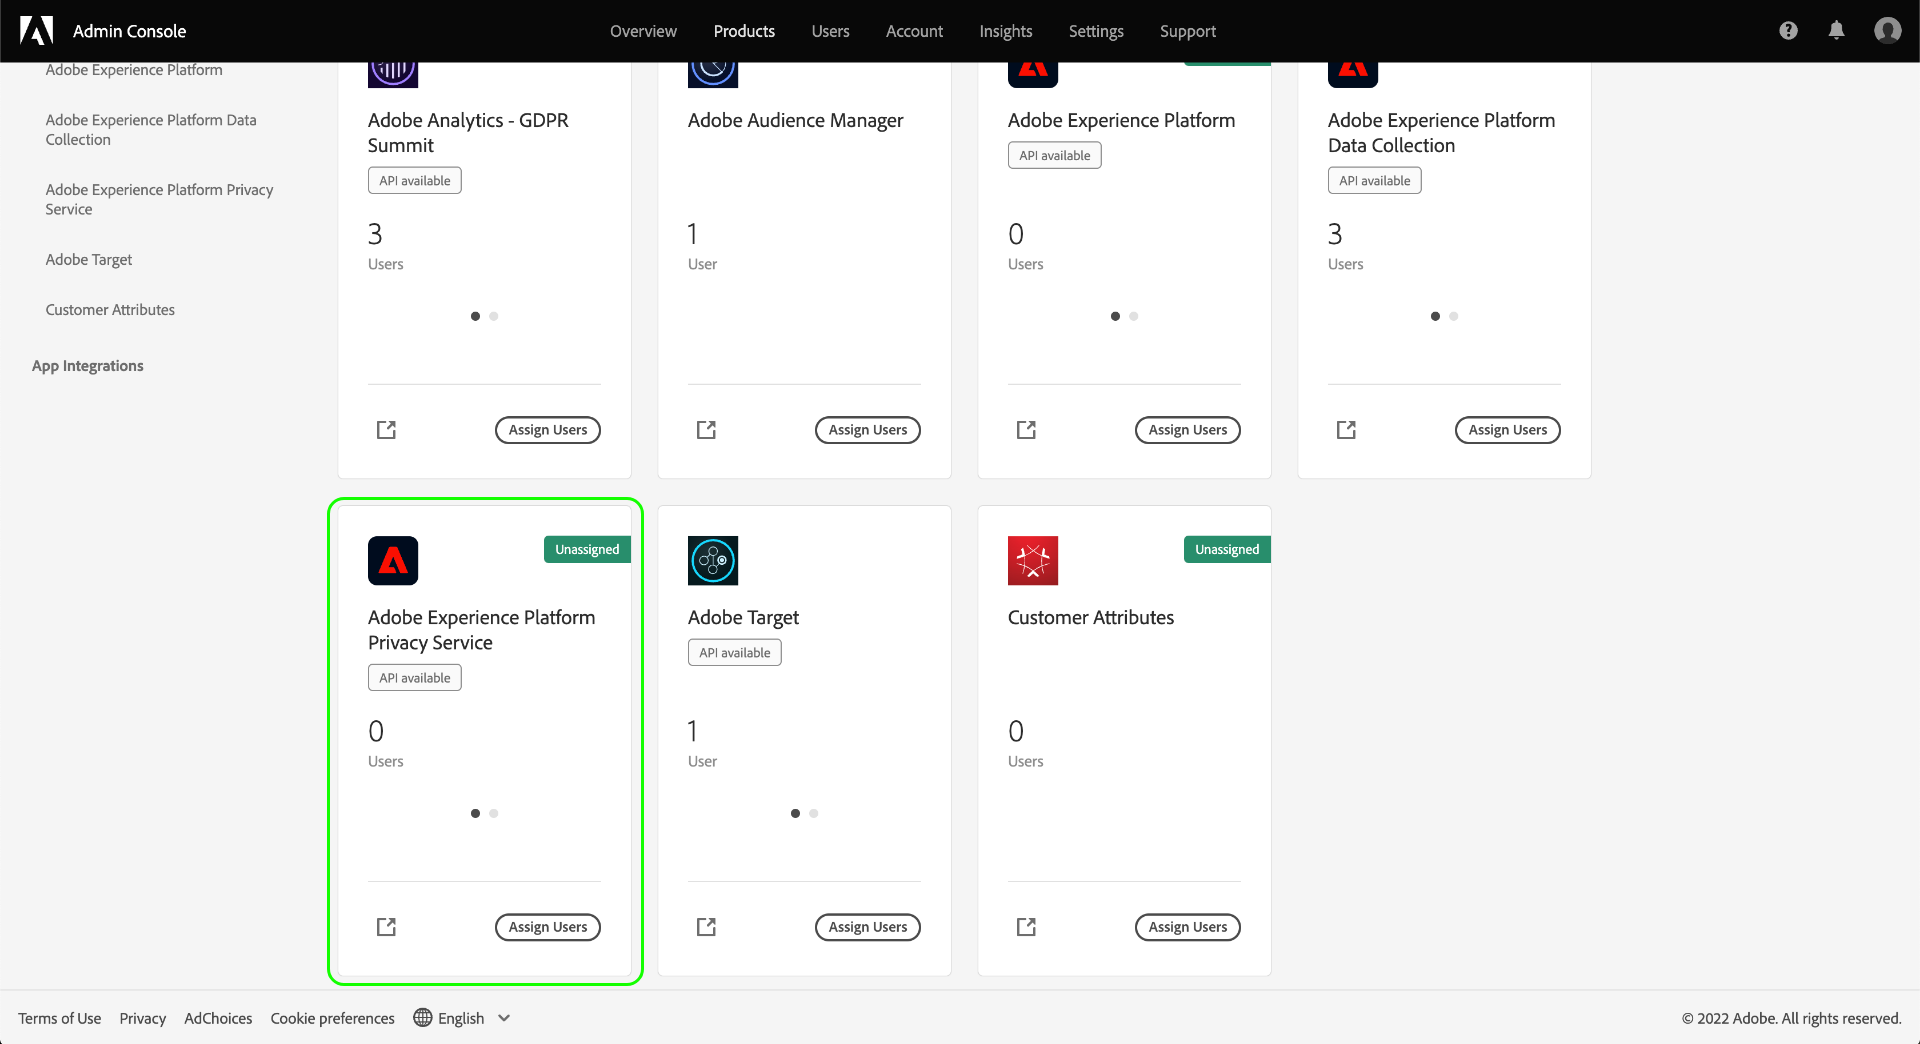 Admin Console
Overview
Products
Users
Account
Insights
Settings
Support
Adobe Experience Platform
Adobe Experience Platform Data
Collection
Adobe Experience Platform Privacy
Service
Adobe Target
Customer Attributes
App Integrations
Adobe Analytics - GDPR
Summit
API available
3
Users
Assign Users
Adobe Audience Manager
1
User
Assign Users
Adobe Experience Platform
API available
0
Users
Assign Users
Adobe Experience Platform
Data Collection
API available
3
Users
Assign Users
Unassigned
Adobe Experience Platform
Privacy Service
API available
0
Users
Assign Users
Adobe Target
API available
1
User
Assign Users
Unassigned
Customer Attributes
0
Users
Assign Users
Terms of Use
Privacy
AdChoices
Cookie preferences
English
© 2022 Adobe. All rights reserved.